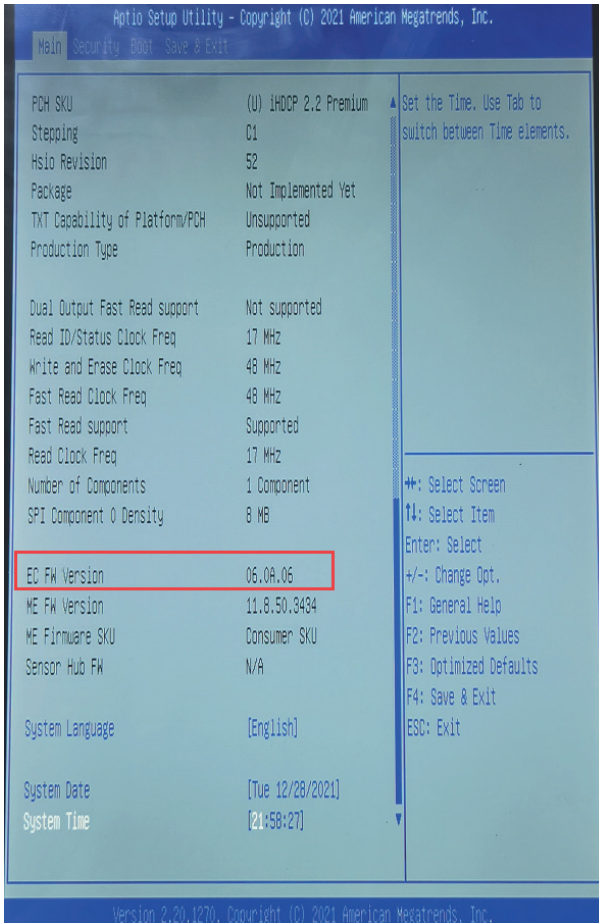 Aptio Setup Utility - Copyright (C) 2021 American Megatrends, Inc.
Main Security Boot Save & Exit
PCH SKU (U) iHDCP 2.2 Premium
Stepping C1
Hsio Revision 52
Package Not Implemented Yet
TXT Capability of Platform/PCH Unsupported
Production Type Production
Dual Output Fast Read support Not supported
Read ID/Status Clock Freq 17 MHz
Write and Erase Clock Freq 48 MHz
Fast Read Clock Freq 48 MHz
Fast Read support Supported
Read Clock Freq 17 MHz
Number of Components 1 Component
SPI Component 0 Density 8 MB
EC FW Version 06.0A.06
ME FW Version 11.8.50.3434
ME Firmware SKU Consumer SKU
Sensor Hub FW N/A
System Language [English]
System Date [Tue 12/28/2021]
System Time [21:58:27]
Set the Time. Use Tab to
switch between Time elements.
→←: Select Screen
↑↓: Select Item
Enter: Select
+/-: Change Opt.
F1: General Help
F2: Previous Values
F3: Optimized Defaults
F4: Save & Exit
ESC: Exit
Version 2.20.1270. Copyright (C) 2021 American Megatrends, Inc.